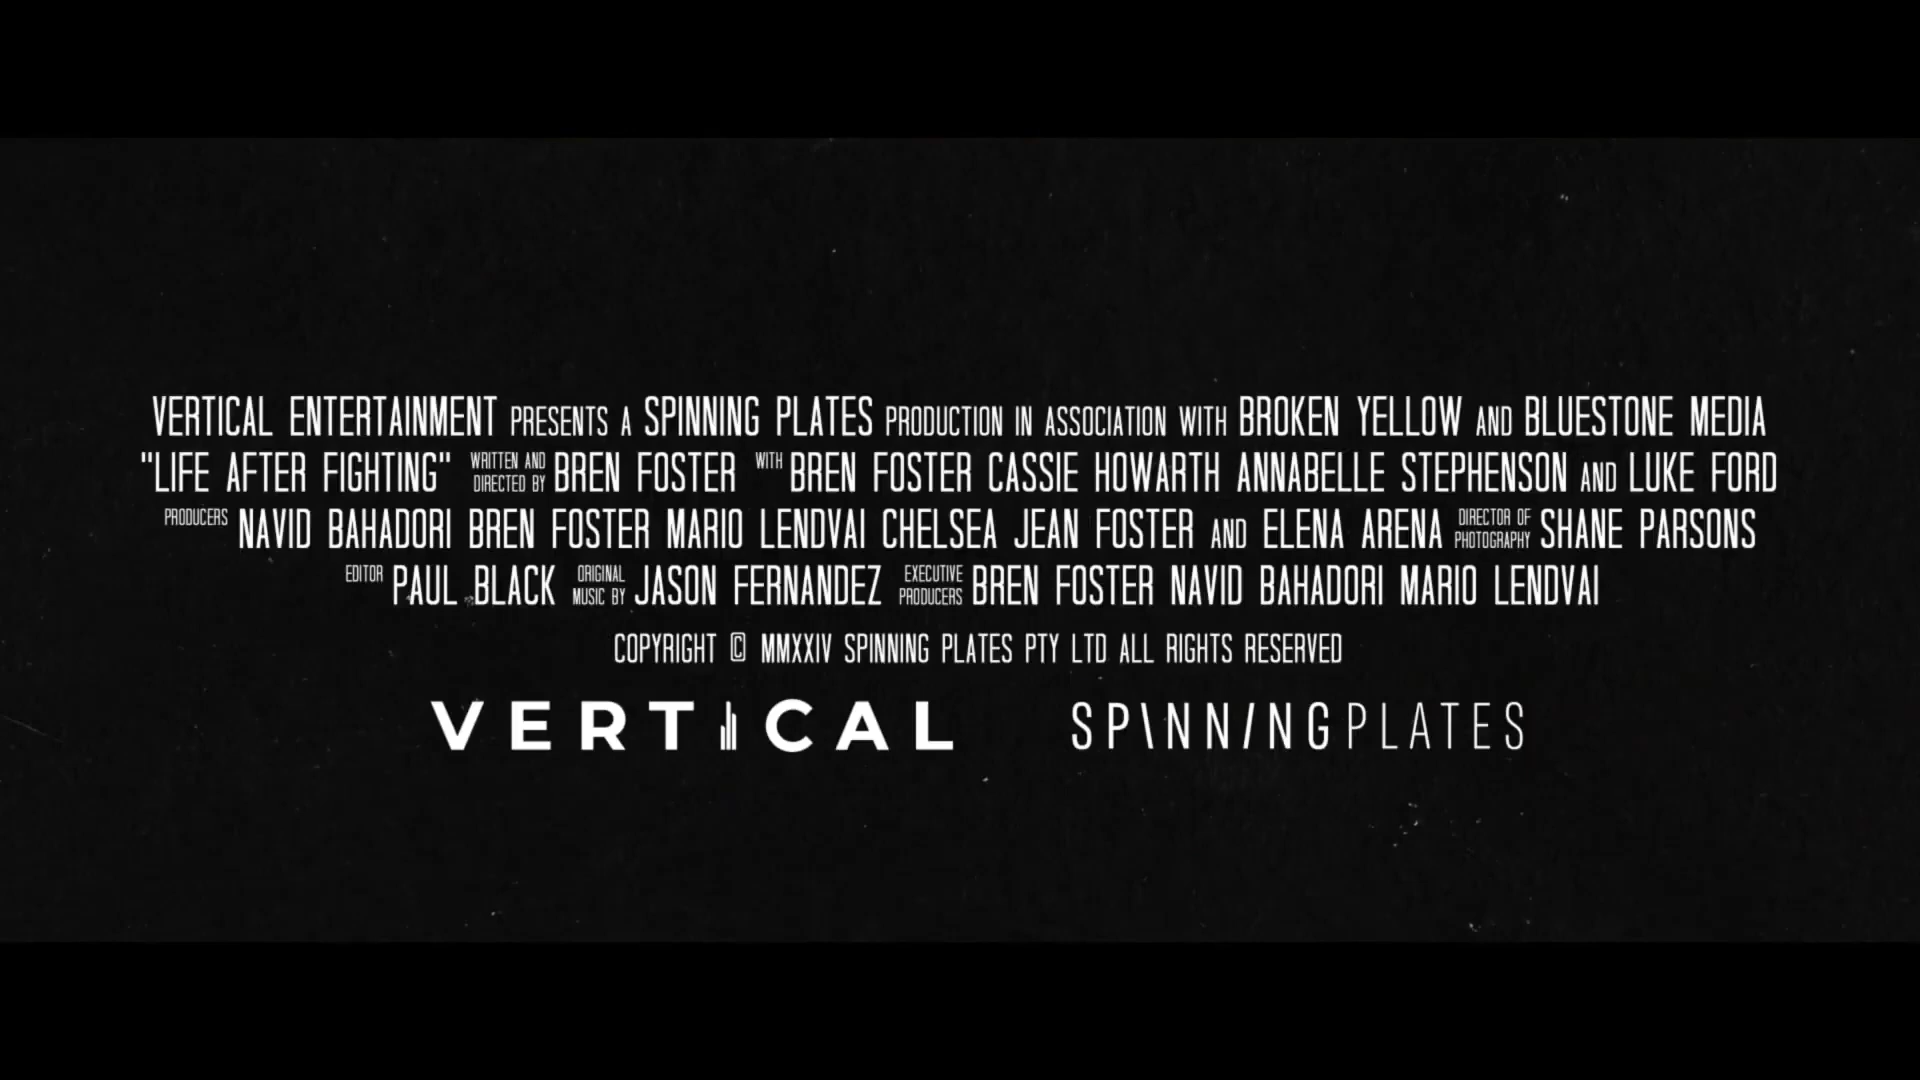 VERTICAL ENTERTAINMENT PRESENTS A SPINNING PLATES PRODUCTION IN ASSOCIATION WITH BROKEN YELLOW AND BLUESTONE MEDIA
"LIFE AFTER FIGHTING" WRITTEN AND DIRECTED BY BREN FOSTER WITH BREN FOSTER CASSIE HOWARTH ANNABELLE STEPHENSON AND LUKE FORD
PRODUCERS NAVID BAHADORI BREN FOSTER MARIO LENDVAI CHELSEA JEAN FOSTER AND ELENA ARENA DIRECTOR OF PHOTOGRAPHY SHANE PARSONS
EDITOR PAUL BLACK ORIGINAL MUSIC BY JASON FERNANDEZ EXECUTIVE PRODUCERS BREN FOSTER NAVID BAHADORI MARIO LENDVAI
COPYRIGHT © MMXXIV SPINNING PLATES PTY LTD ALL RIGHTS RESERVED
VERTICAL SPINNINGPLATES